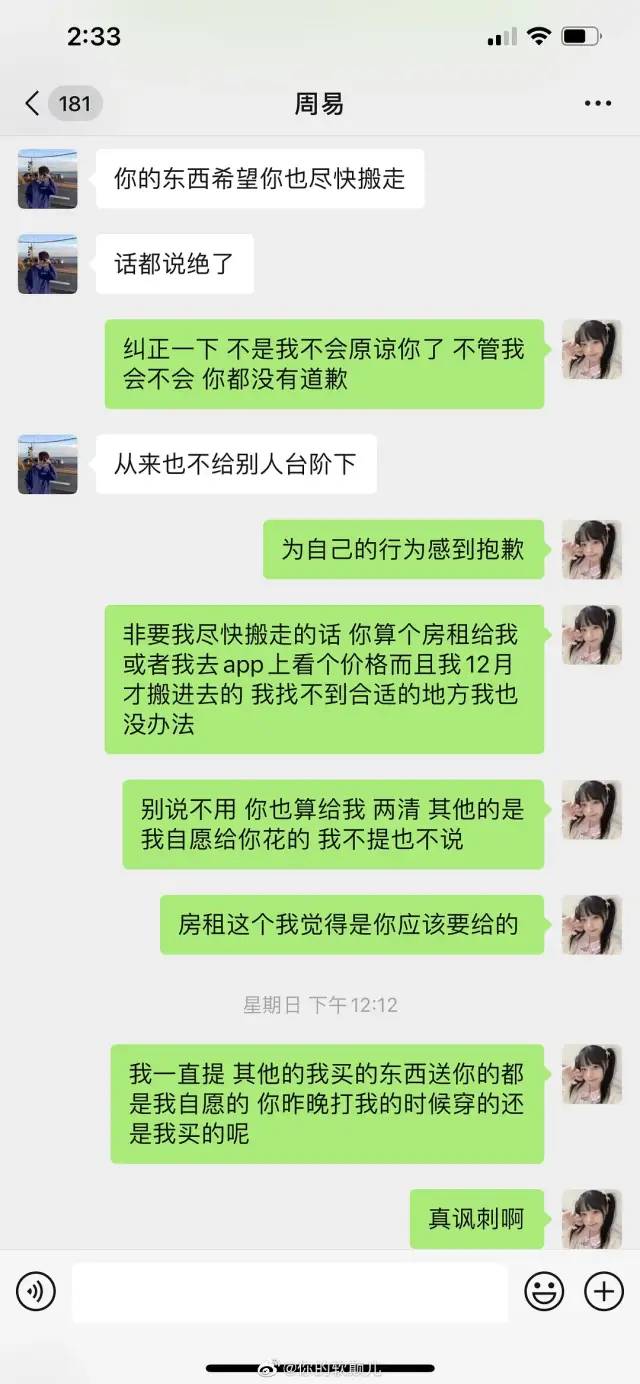 2:33
181
周易
你的东西希望你也尽快搬走
话都说绝了
纠正一下 不是我不会原谅你了 不管我
会不会 你都没有道歉
从来也不给别人台阶下
为自己的行为感到抱歉
非要我尽快搬走的话 你算个房租给我
或者我去app上看个价格而且我12月
才搬进去的 我找不到合适的地方我也
没办法
别说不用 你也算给我 两清 其他的是
我自愿给你花的 我不提也不说
房租这个我觉得是你应该要给的
星期日 下午12:12
我一直提 其他的我买的东西送你的都
是我自愿的 你昨晚打我的时候穿的还
是我买的呢
真讽刺啊
@你的软颠儿